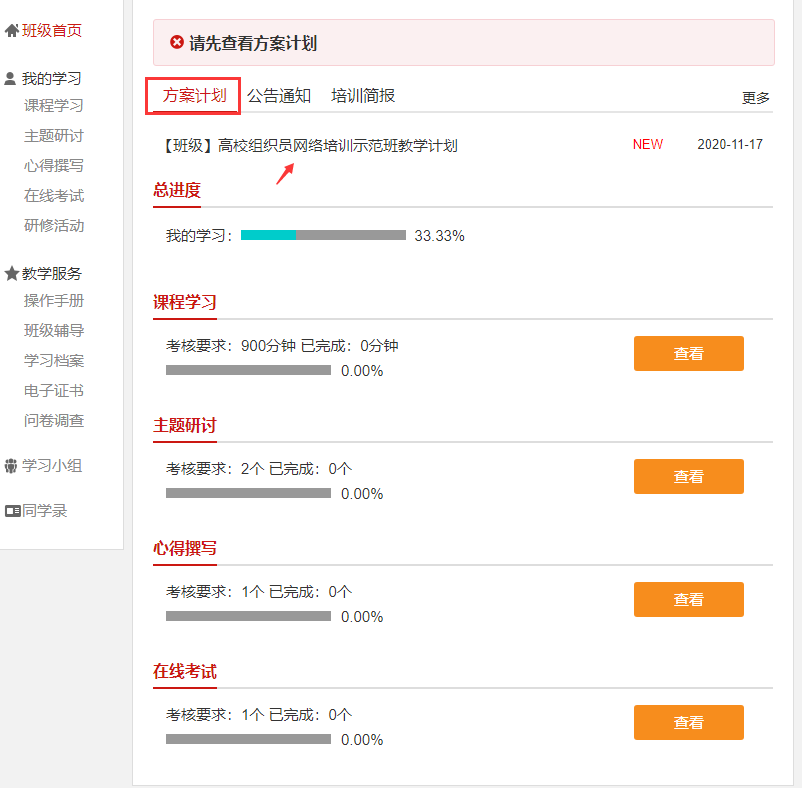 班级首页
我的学习
课程学习
主题研讨
心得撰写
在线考试
研修活动
教学服务
操作手册
班级辅导
学习档案
电子证书
问卷调查
学习小组
同学录
请先查看方案计划
方案计划 公告通知 培训简报 更多
【班级】高校组织员网络培训示范班教学计划 NEW 2020-11-17
总进度
我的学习： 33.33%
课程学习
考核要求：900分钟 已完成：0分钟
0.00%
查看
主题研讨
考核要求：2个 已完成：0个
0.00%
查看
心得撰写
考核要求：1个 已完成：0个
0.00%
查看
在线考试
考核要求：1个 已完成：0个
0.00%
查看